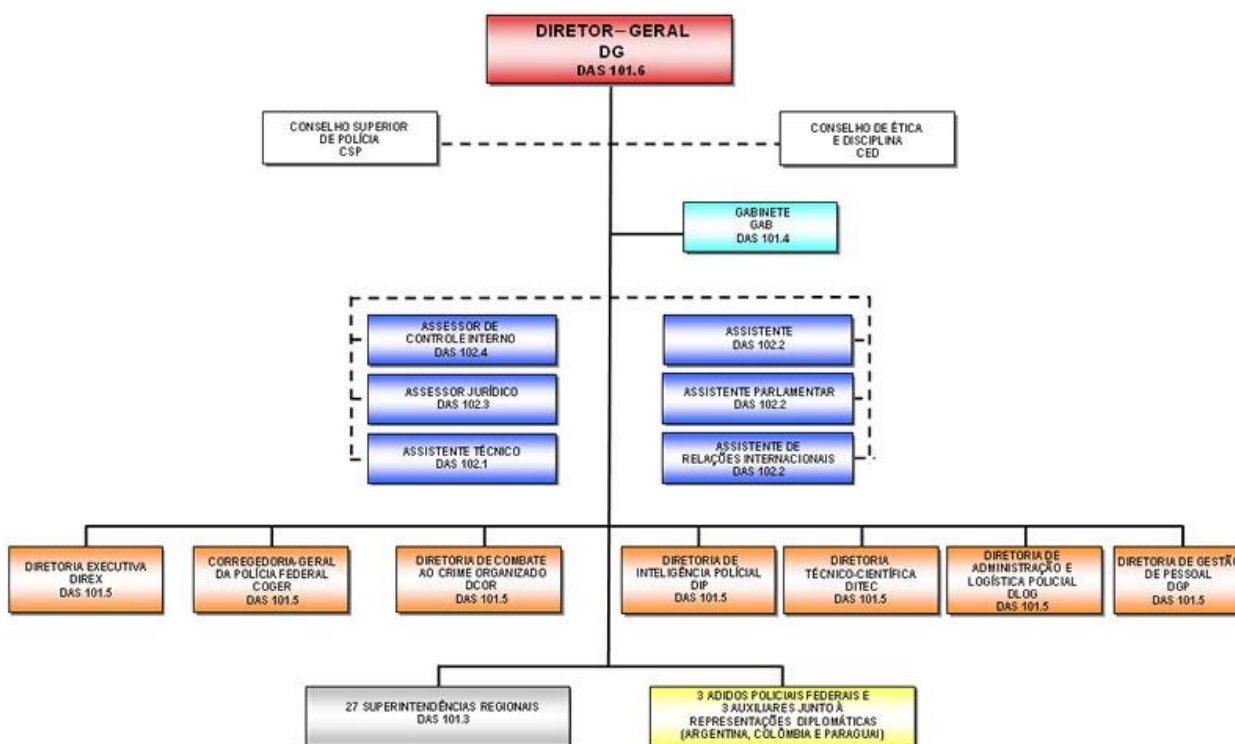 DIRETOR–GERAL
DG
DAS 101.6
CONSELHO SUPERIOR
DE POLÍCIA
CSP
CONSELHO DE ÉTICA
E DISCIPLINA
CED
GABINETE
GAB
DAS 101.4
ASSESSOR DE
CONTROLE INTERNO
DAS 102.4
ASSISTENTE
DAS 102.2
ASSESSOR JURÍDICO
DAS 102.3
ASSISTENTE PARLAMENTAR
DAS 102.2
ASSISTENTE TÉCNICO
DAS 102.1
ASSISTENTE DE
RELAÇÕES INTERNACIONAIS
DAS 102.2
DIRETORIA EXECUTIVA
DIREX
DAS 101.5
CORREGEDORIA-GERAL
DA POLÍCIA FEDERAL
COGER
DAS 101.5
DIRETORIA DE COMBATE
AO CRIME ORGANIZADO
DCOR
DAS 101.5
DIRETORIA DE
INTELIGÊNCIA POLÍCIAL
DIP
DAS 101.5
DIRETORIA
TÉCNICO-CIENTÍFICA
DITEC
DAS 101.5
DIRETORIA DE
ADMINISTRAÇÃO E
LOGÍSTICA POLICIAL
DLOG
DAS 101.5
DIRETORIA DE GESTÃO
DE PESSOAL
DGP
DAS 101.5
27 SUPERINTENDÊNCIAS REGIONAIS
DAS 101.3
3 ADIDOS POLICIAIS FEDERAIS E
3 AUXILIARES JUNTO À
REPRESENTAÇÕES DIPLOMÁTICAS
(ARGENTINA, COLÔMBIA E PARAGUAI)